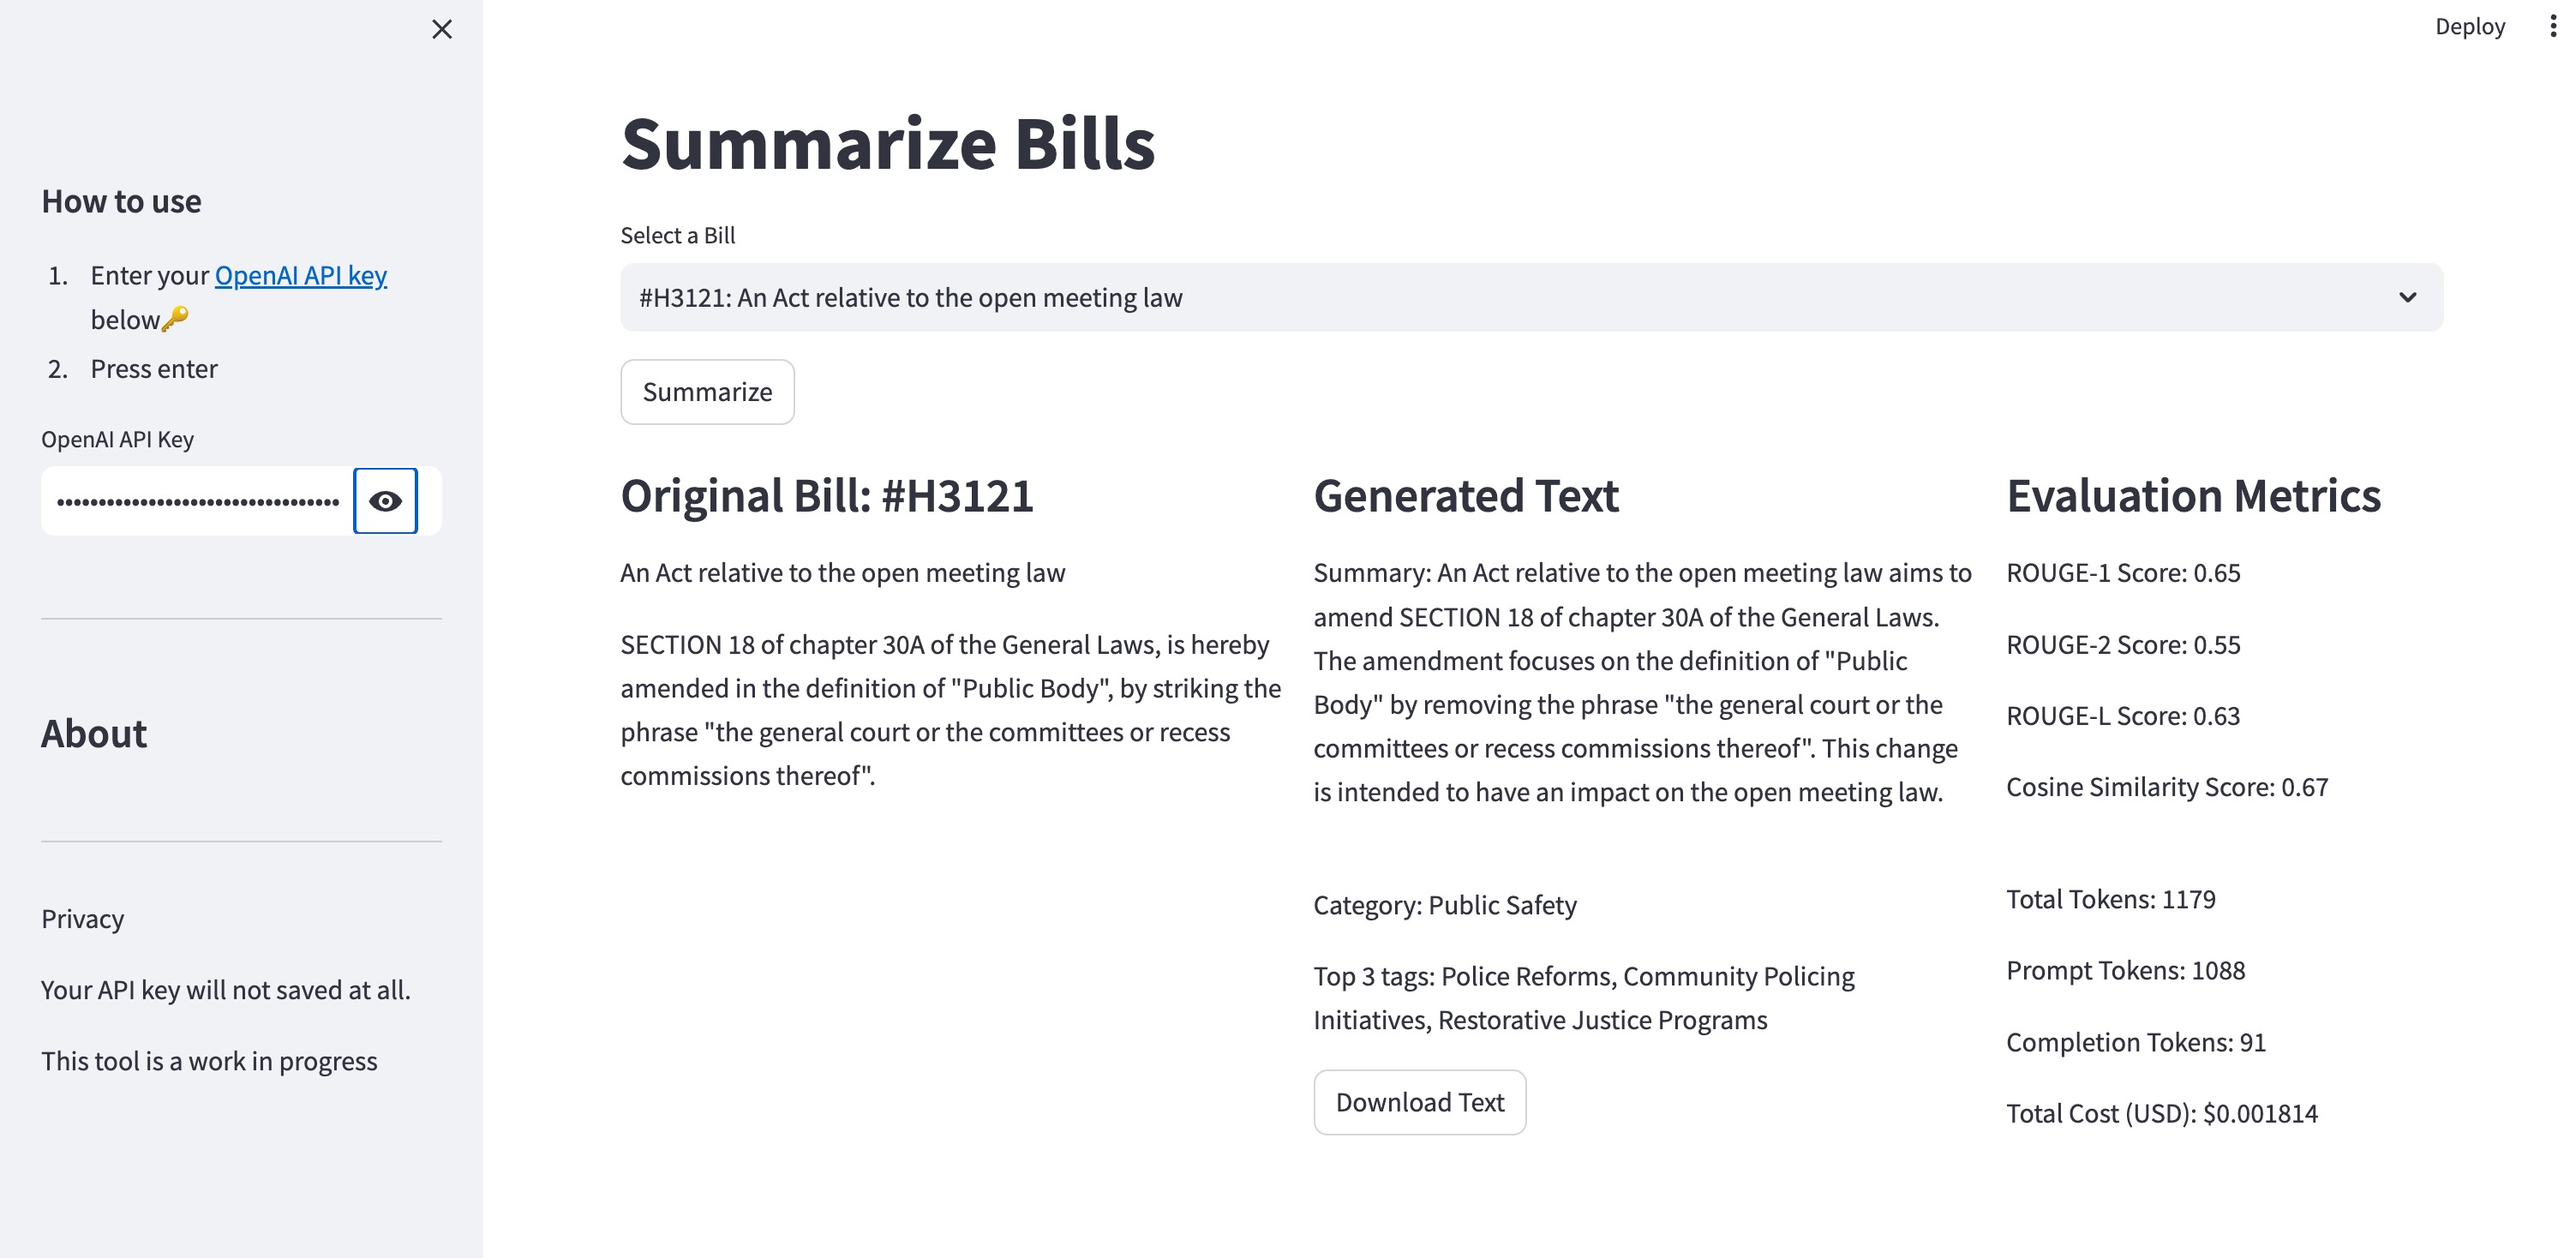 Deploy
How to use
1. Enter your OpenAI API key
below🔑
2. Press enter
OpenAI API Key
••••••••••••••••••••••••••••••••••
About
Privacy
Your API key will not saved at all.
This tool is a work in progress
Summarize Bills
Select a Bill
#H3121: An Act relative to the open meeting law
Summarize
Original Bill: #H3121
An Act relative to the open meeting law
SECTION 18 of chapter 30A of the General Laws, is hereby
amended in the definition of "Public Body", by striking the
phrase "the general court or the committees or recess
commissions thereof".
Generated Text
Summary: An Act relative to the open meeting law aims to
amend SECTION 18 of chapter 30A of the General Laws.
The amendment focuses on the definition of "Public
Body" by removing the phrase "the general court or the
committees or recess commissions thereof". This change
is intended to have an impact on the open meeting law.
Category: Public Safety
Top 3 tags: Police Reforms, Community Policing
Initiatives, Restorative Justice Programs
Download Text
Evaluation Metrics
ROUGE-1 Score: 0.65
ROUGE-2 Score: 0.55
ROUGE-L Score: 0.63
Cosine Similarity Score: 0.67
Total Tokens: 1179
Prompt Tokens: 1088
Completion Tokens: 91
Total Cost (USD): $0.001814